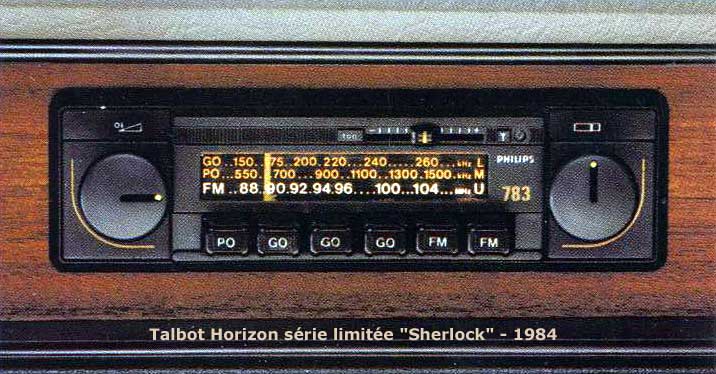 GO ..150.. 75..200..220....240......260...kHz L
PO ...550.. 700 ... 900 ...1100...1300.1500.kHz M
FM ..88..90.92.94.96....100...104....MHz U
T
PHILIPS
783
PO GO GO GO FM FM
Talbot Horizon série limitée "Sherlock" - 1984